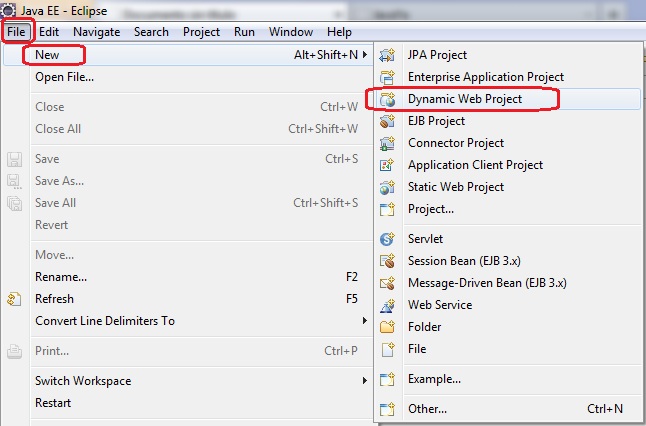 Java EE - Eclipse
File Edit Navigate Search Project Run Window Help
New Alt+Shift+N
Open File...
Close Ctrl+W
Close All Ctrl+Shift+W
Save Ctrl+S
Save As...
Save All Ctrl+Shift+S
Revert
Move...
Rename... F2
Refresh F5
Convert Line Delimiters To
Print... Ctrl+P
Switch Workspace
Restart
JPA Project
Enterprise Application Project
Dynamic Web Project
EJB Project
Connector Project
Application Client Project
Static Web Project
Project...
Servlet
Session Bean (EJB 3.x)
Message-Driven Bean (EJB 3.x)
Web Service
Folder
File
Example...
Other... Ctrl+N